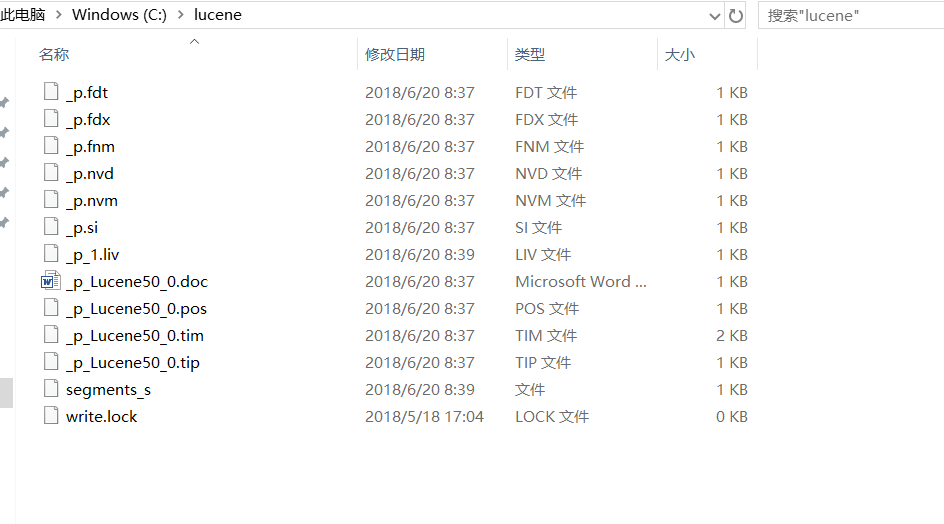 此电脑 > Windows (C:) > lucene 搜索"lucene"
名称 修改日期 类型 大小
_p.fdt 2018/6/20 8:37 FDT 文件 1 KB
_p.fdx 2018/6/20 8:37 FDX 文件 1 KB
_p.fnm 2018/6/20 8:37 FNM 文件 1 KB
_p.nvd 2018/6/20 8:37 NVD 文件 1 KB
_p.nvm 2018/6/20 8:37 NVM 文件 1 KB
_p.si 2018/6/20 8:37 SI 文件 1 KB
_p_1.liv 2018/6/20 8:39 LIV 文件 1 KB
_p_Lucene50_0.doc 2018/6/20 8:37 Microsoft Word ... 1 KB
_p_Lucene50_0.pos 2018/6/20 8:37 POS 文件 1 KB
_p_Lucene50_0.tim 2018/6/20 8:37 TIM 文件 2 KB
_p_Lucene50_0.tip 2018/6/20 8:37 TIP 文件 1 KB
segments_s 2018/6/20 8:39 文件 1 KB
write.lock 2018/5/18 17:04 LOCK 文件 0 KB